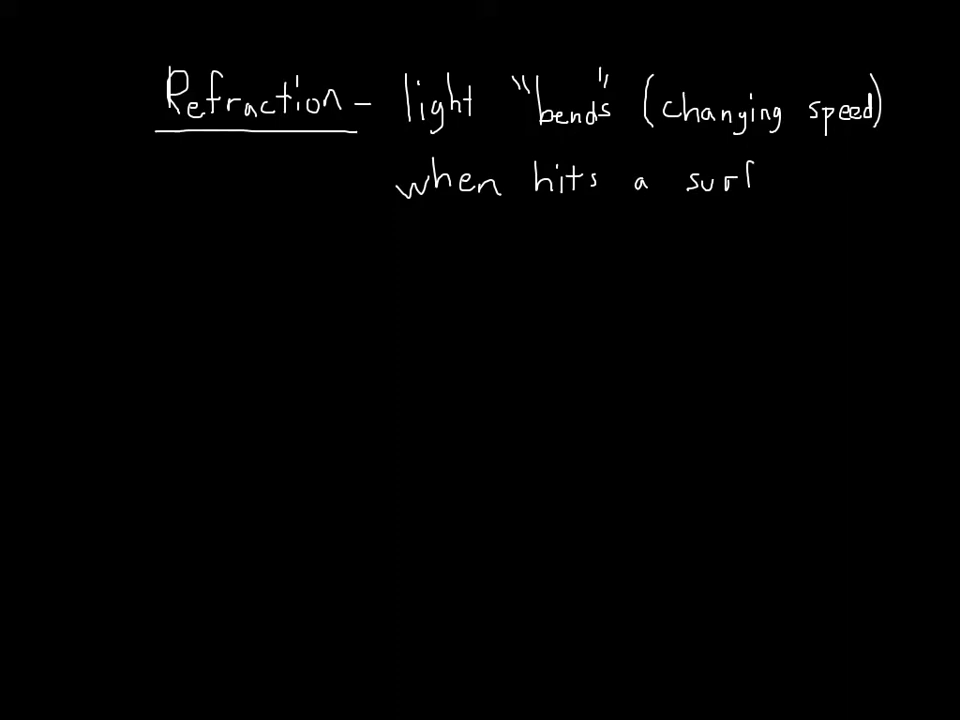 Refraction - light "bends" (changing speed)
when hits a surf